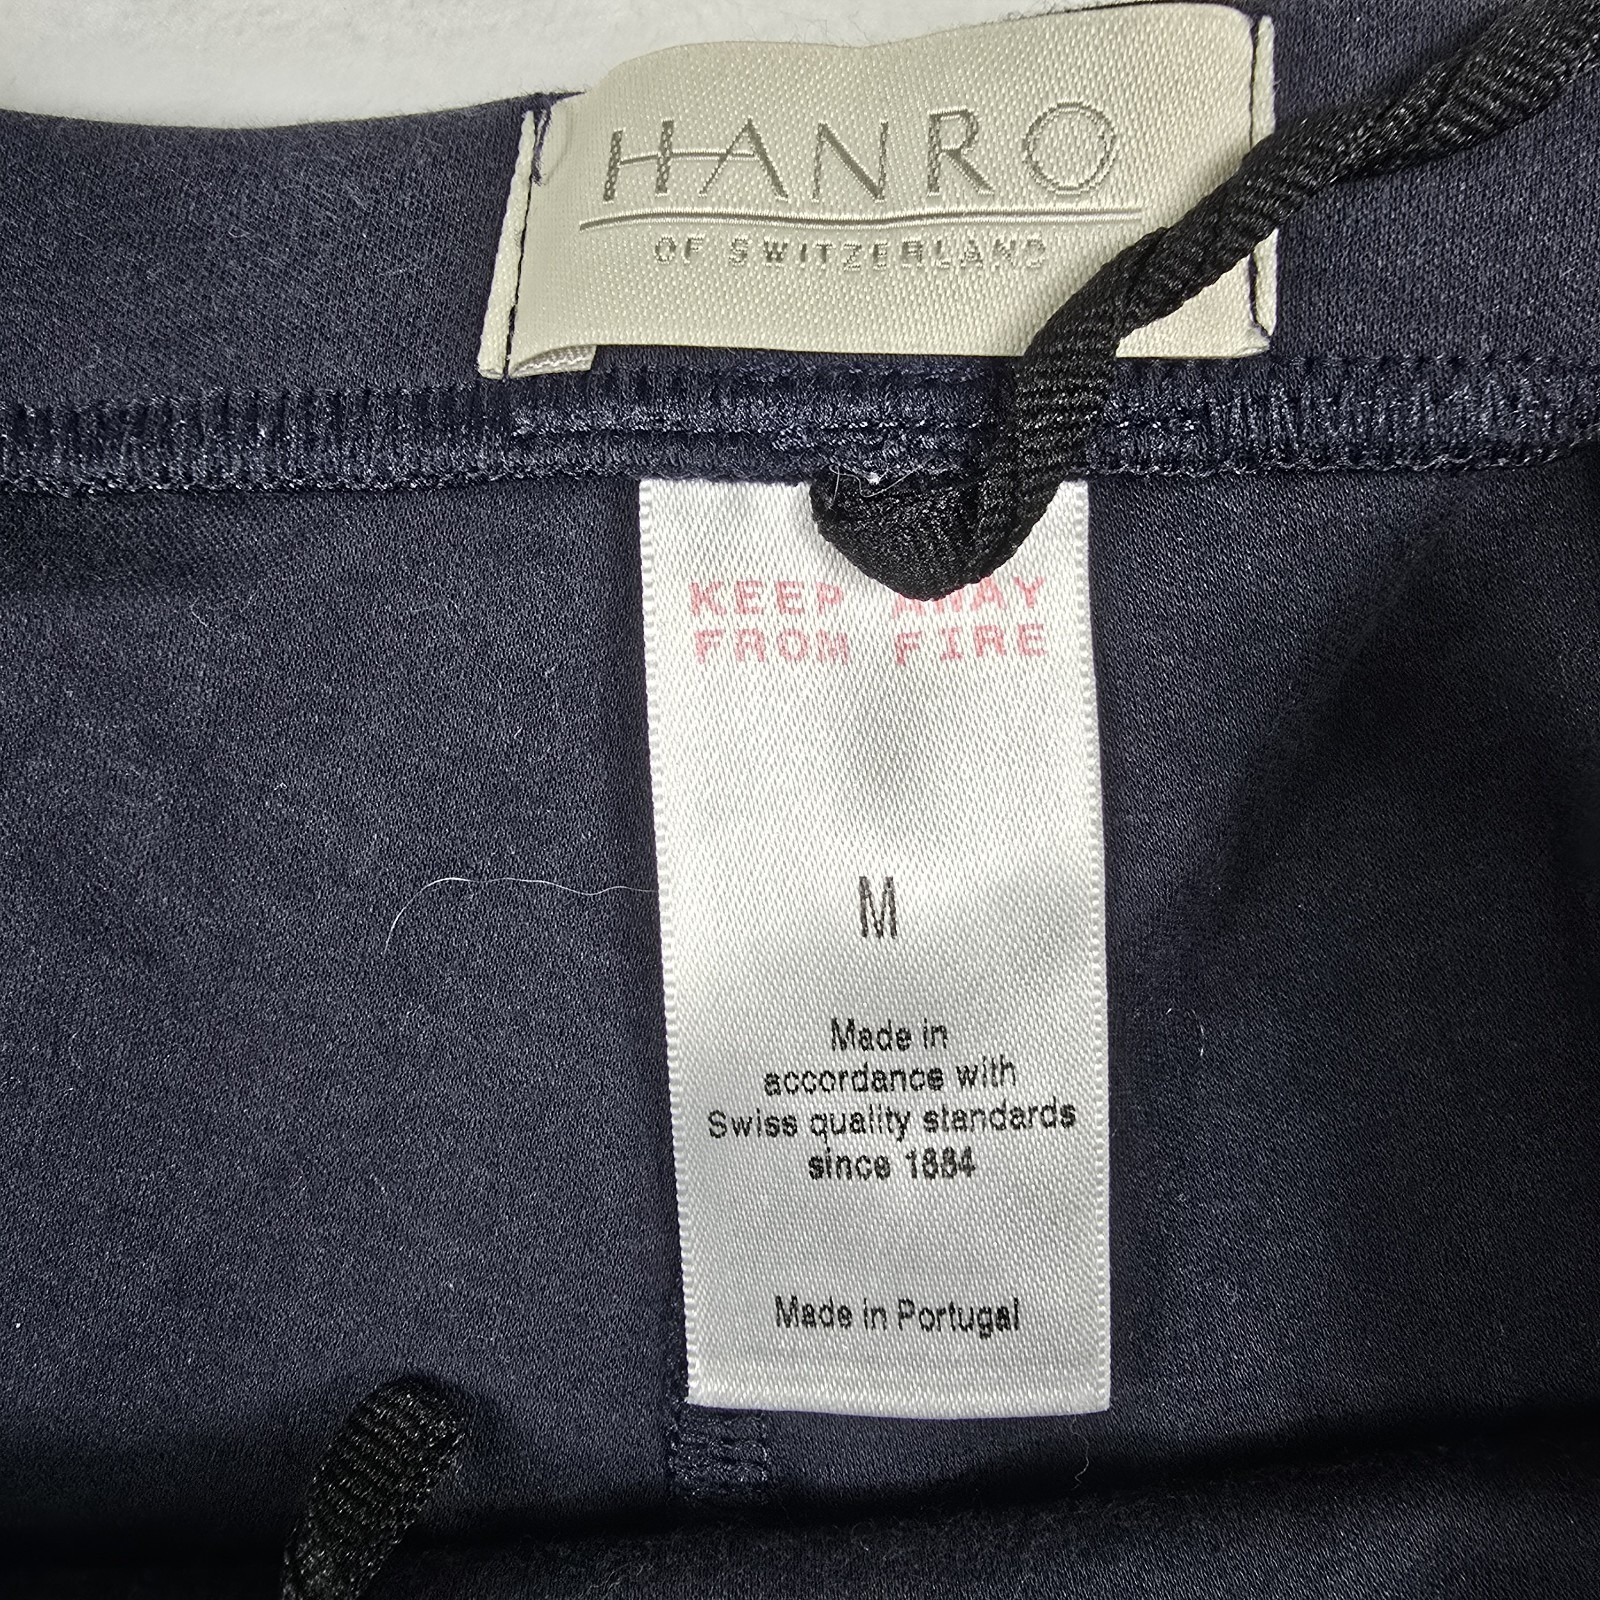 HANRO
OF SWITZERLAND
KEEP AWAY
FROM FIRE
M
Made in
accordance with
Swiss quality standards
since 1884
Made in Portugal